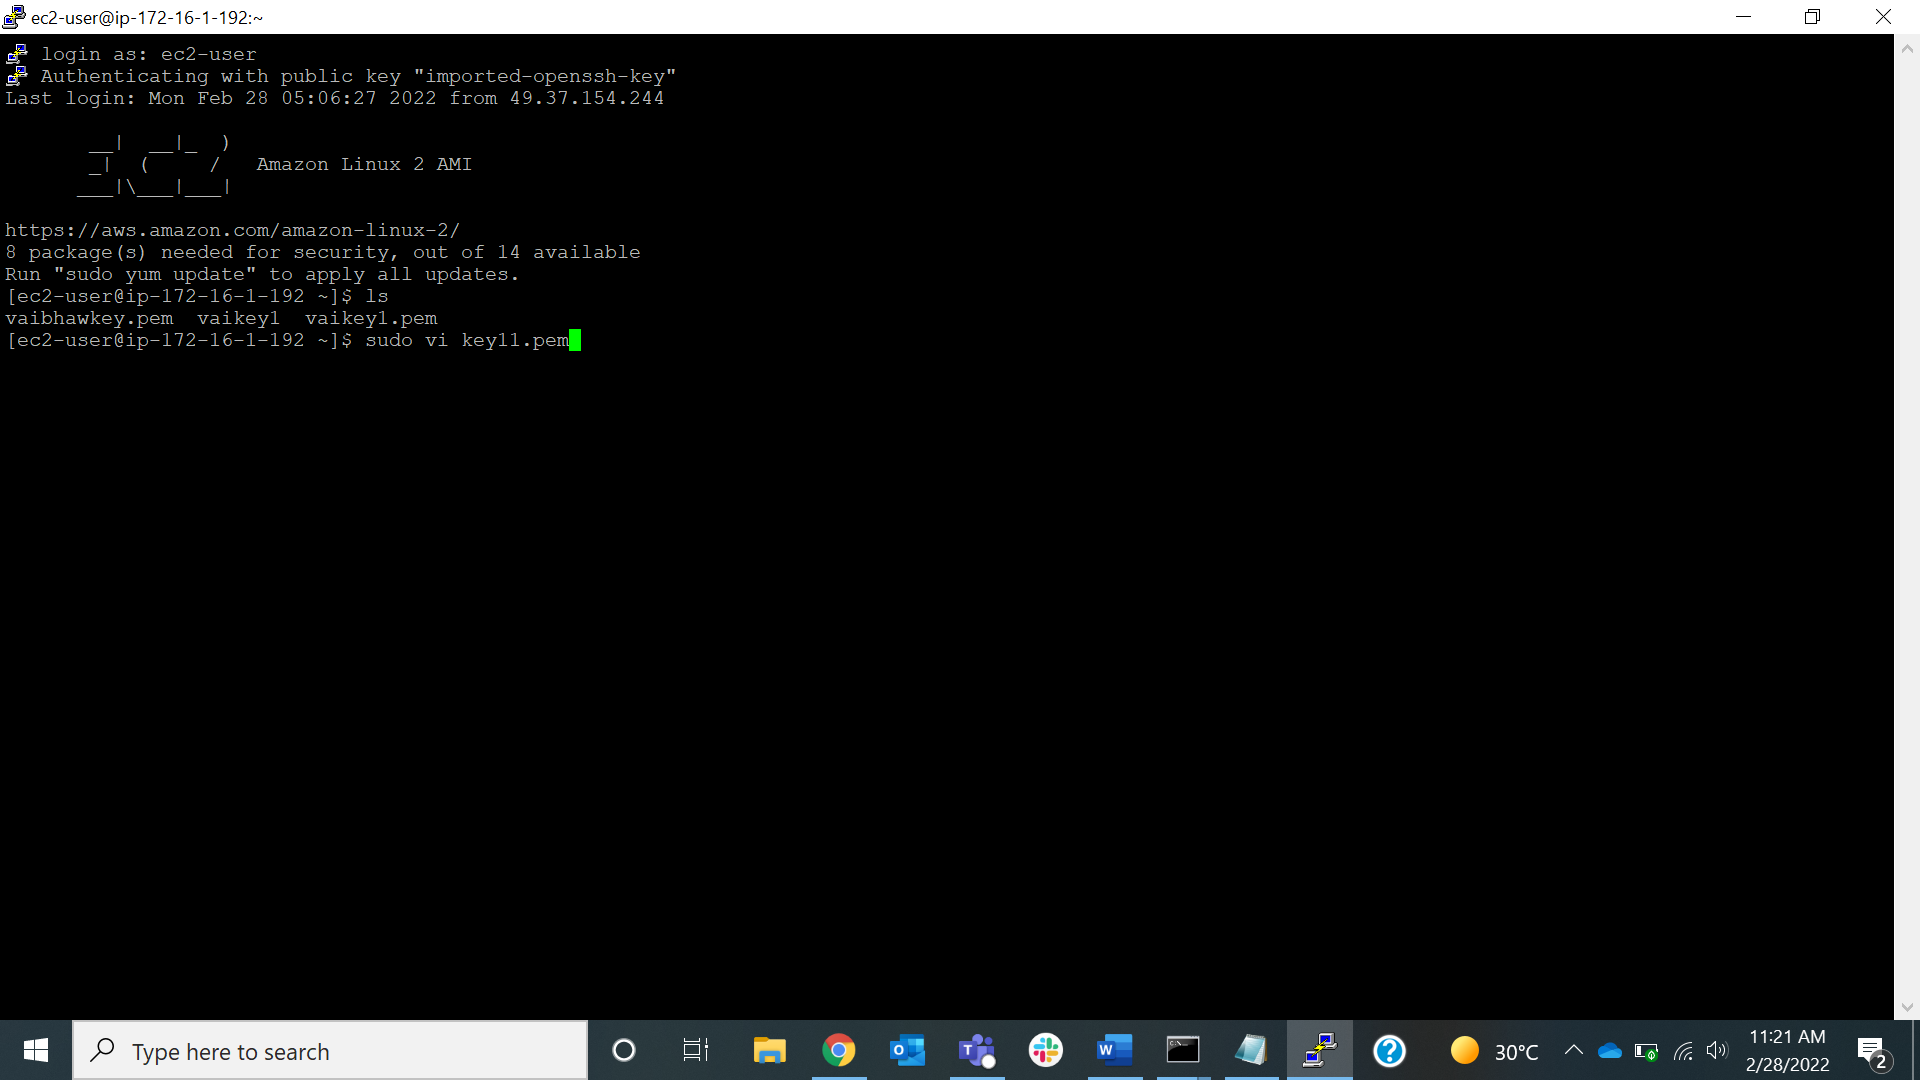 ec2-user@ip-172-16-1-192:~
login as: ec2-user
Authenticating with public key "imported-openssh-key"
Last login: Mon Feb 28 05:06:27 2022 from 49.37.154.244
       __|  __|_  )
       _|  (     /   Amazon Linux 2 AMI
      ___|\___|___|
https://aws.amazon.com/amazon-linux-2/
8 package(s) needed for security, out of 14 available
Run "sudo yum update" to apply all updates.
[ec2-user@ip-172-16-1-192 ~]$ ls
vaibhawkey.pem  vaikey1  vaikey1.pem
[ec2-user@ip-172-16-1-192 ~]$ sudo vi key11.pem
Type here to search
30°C
11:21 AM
2/28/2022
2